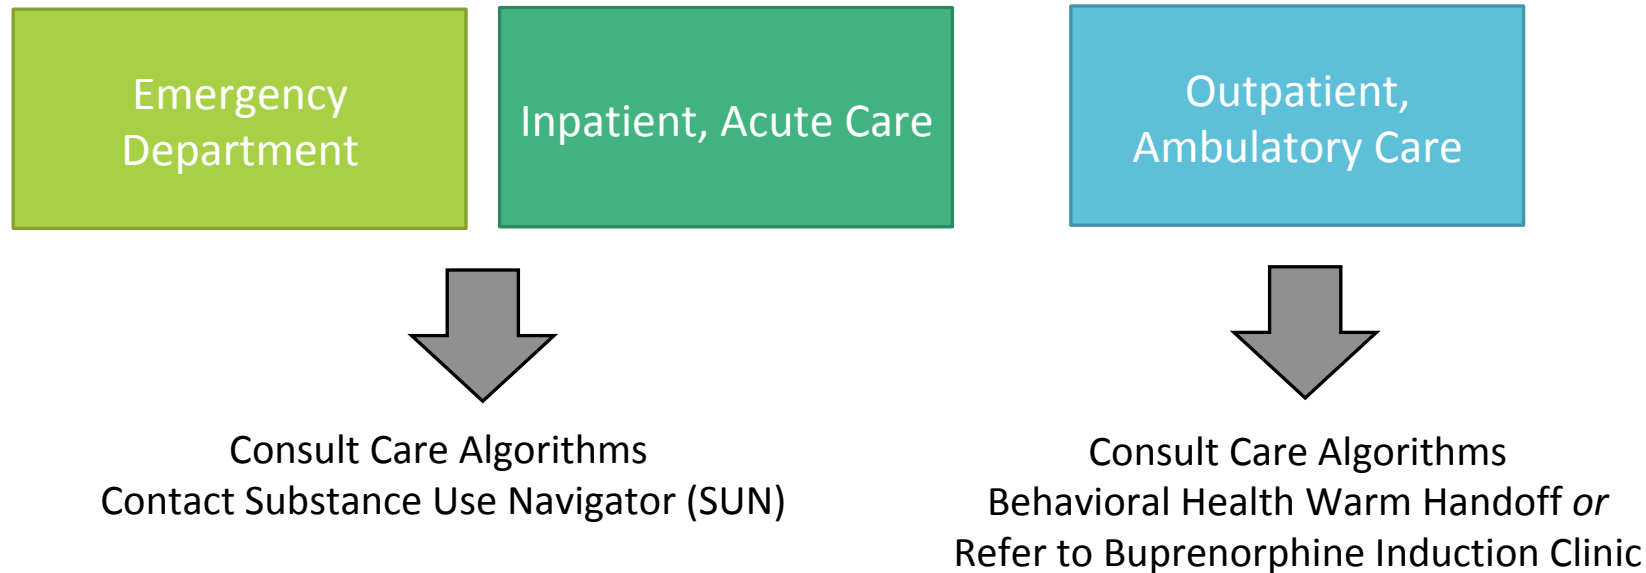 Emergency
Department
Inpatient, Acute Care
Outpatient,
Ambulatory Care
Consult Care Algorithms
Contact Substance Use Navigator (SUN)
Consult Care Algorithms
Behavioral Health Warm Handoff or
Refer to Buprenorphine Induction Clinic